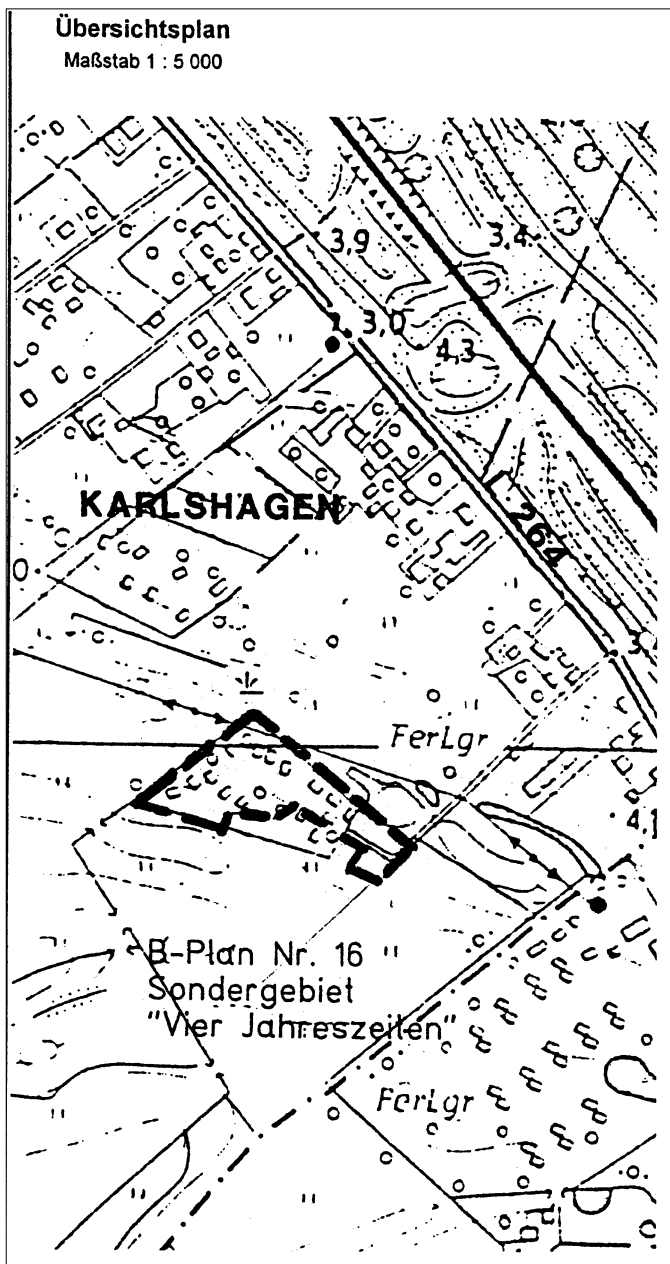 Übersichtsplan
Maßstab 1 : 5 000
3,9
3,4
3,0
4,3
KARLSHAGEN
264
FerLgr
4.1
B-Plan Nr. 16
Sondergebiet
"Vier Jahreszeiten"
FerLgr